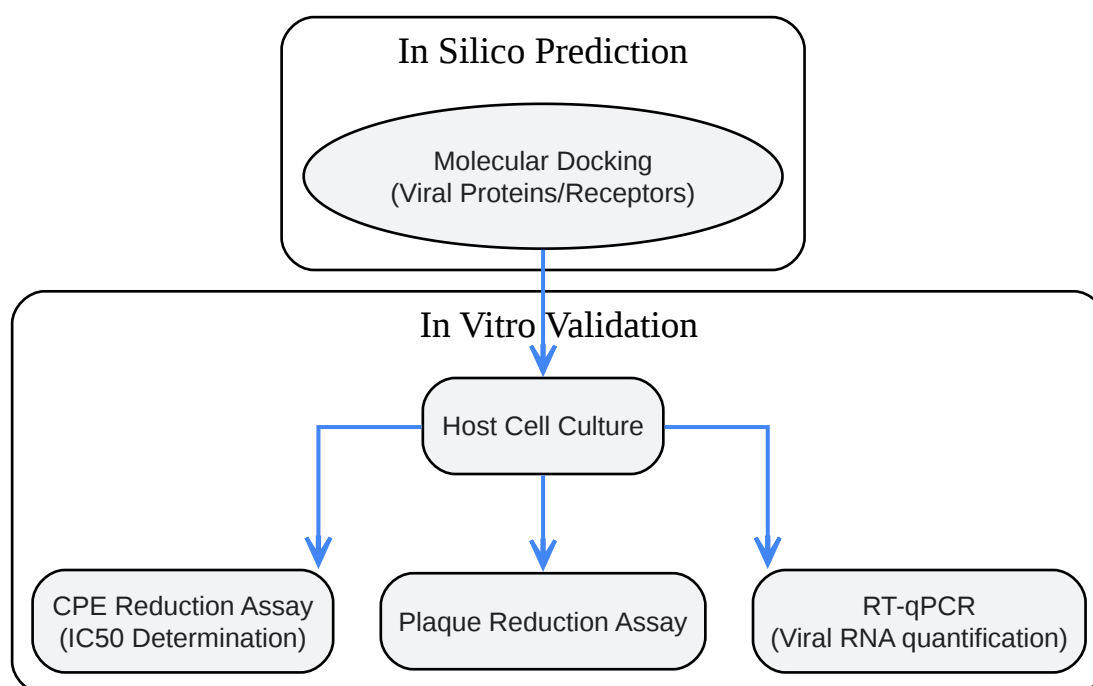 In Silico Prediction
Molecular Docking
(Viral Proteins/Receptors)
In Vitro Validation
Host Cell Culture
CPE Reduction Assay
(IC50 Determination)
Plaque Reduction Assay
RT-qPCR
(Viral RNA quantification)